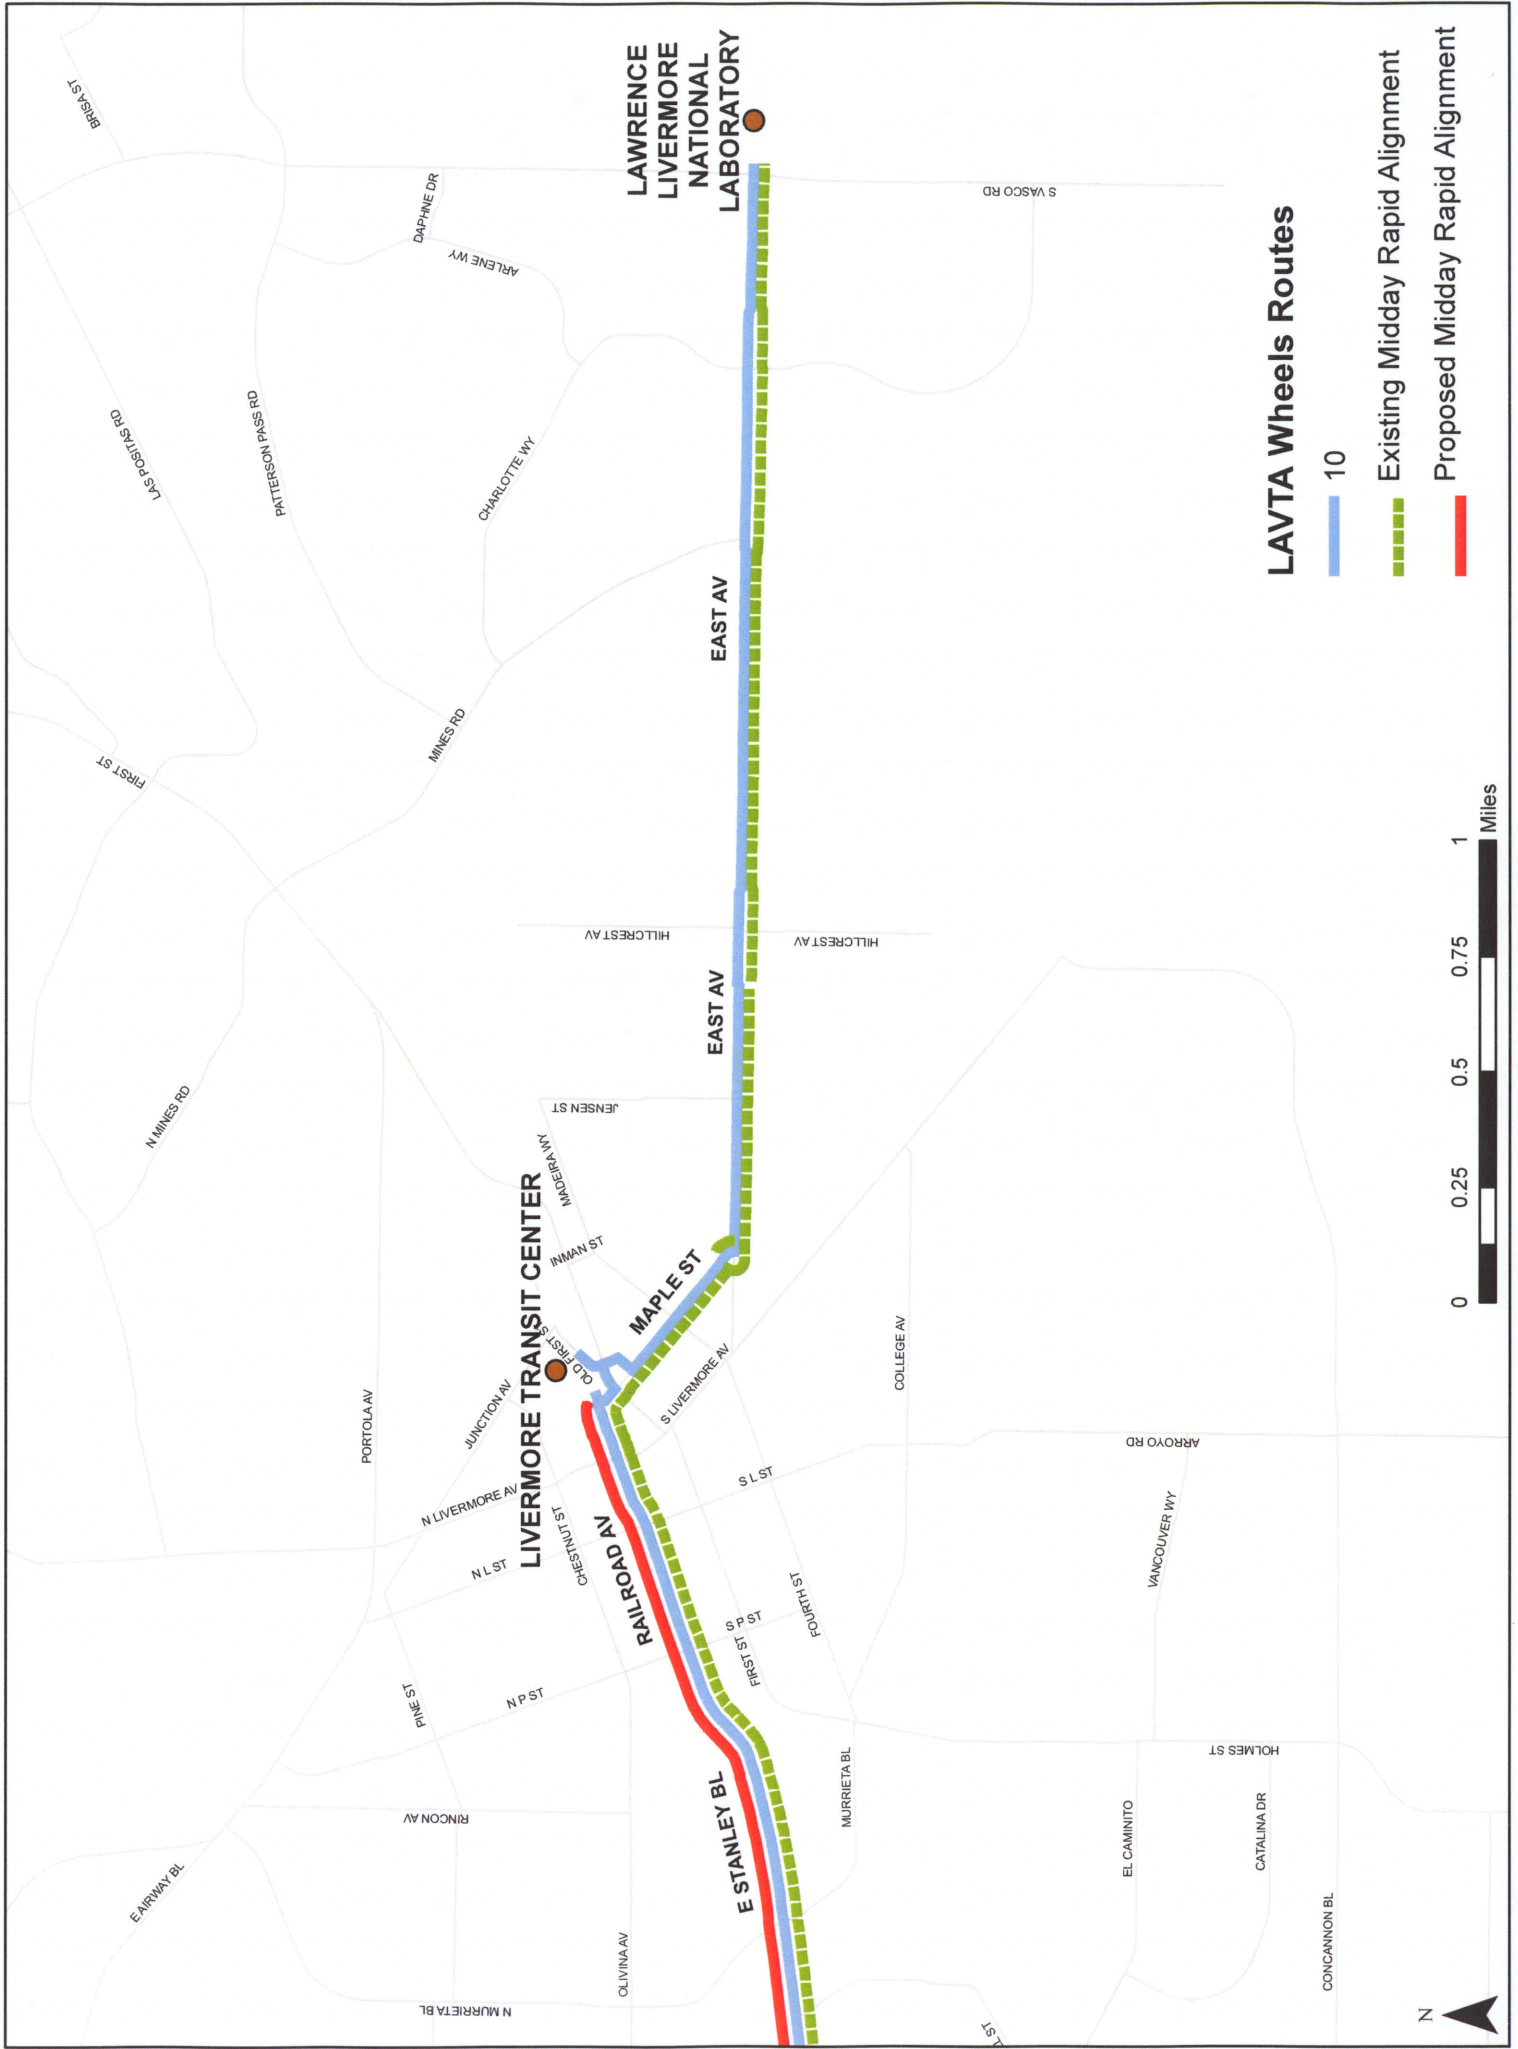 BRISA ST
LAS POSITAS RD
FIRST ST
PATTERSON PASS RD
DAPHNE DR
ARLENE WY
CHARLOTTE WY
MINES RD
N MINES RD
LAWRENCE
LIVERMORE
NATIONAL
LABORATORY
S VASCO RD
EAST AV
EAST AV
HILLCREST AV
HILLCREST AV
JENSEN ST
MADEIRA WY
INMAN ST
LIVERMORE TRANSIT CENTER
OLD FIRST ST
MAPLE ST
JUNCTION AV
PORTOLA AV
N LIVERMORE AV
S LIVERMORE AV
CHESTNUT ST
N L ST
S L ST
RAILROAD AV
N P ST
S P ST
FIRST ST
FOURTH ST
COLLEGE AV
ARROYO RD
VANCOUVER WY
PINE ST
RINCON AV
E AIRWAY BL
E STANLEY BL
MURRIETA BL
N MURRIETA BL
OLIVINA AV
HOLMES ST
EL CAMINITO
CATALINA DR
CONCANNON BL
LAVTA Wheels Routes
10
Existing Midday Rapid Alignment
Proposed Midday Rapid Alignment
0 0.25 0.5 0.75 1
Miles
N